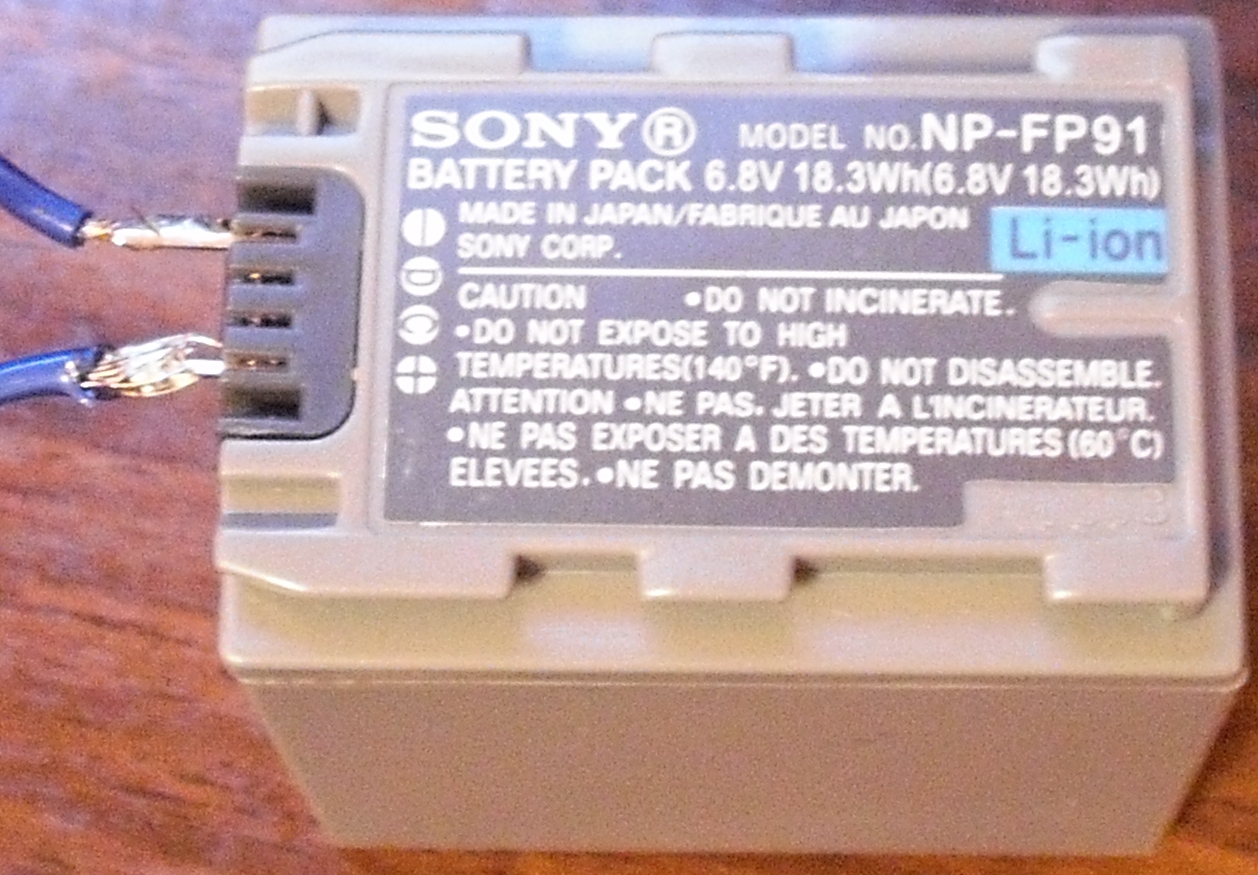 SONY® MODEL NO.NP-FP91
BATTERY PACK 6.8V 18.3Wh(6.8V 18.3Wh)
MADE IN JAPAN/FABRIQUE AU JAPON
SONY CORP.
Li-ion
CAUTION •DO NOT INCINERATE.
•DO NOT EXPOSE TO HIGH
TEMPERATURES(140°F). •DO NOT DISASSEMBLE.
ATTENTION •NE PAS. JETER A L'INCINERATEUR.
•NE PAS EXPOSER A DES TEMPERATURES (60°C)
ELEVEES. •NE PAS DEMONTER.